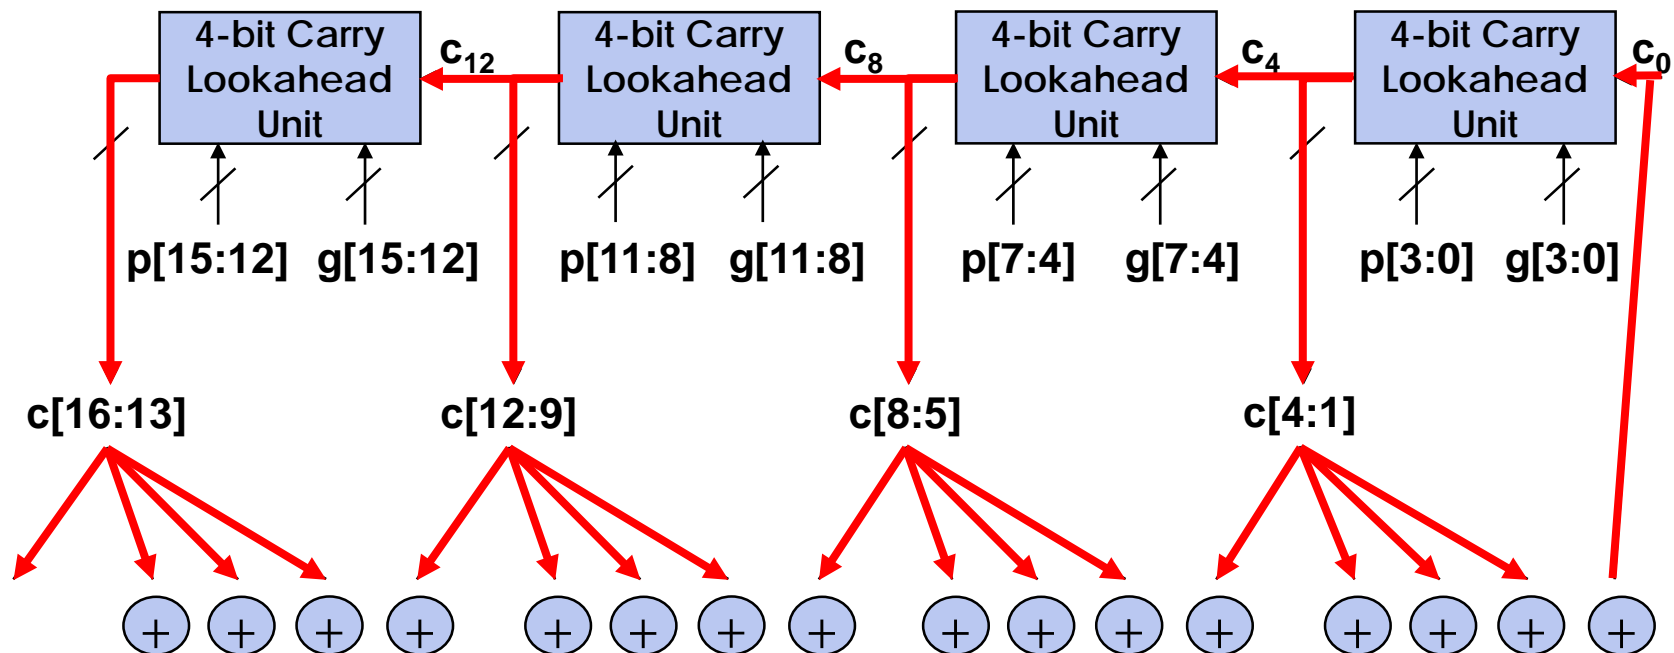 4-bit Carry
Lookahead
Unit
c₁₂
4-bit Carry
Lookahead
Unit
c₈
4-bit Carry
Lookahead
Unit
c₄
4-bit Carry
Lookahead
Unit
c₀
p[15:12] g[15:12] p[11:8] g[11:8] p[7:4] g[7:4] p[3:0] g[3:0]
c[16:13] c[12:9] c[8:5] c[4:1]
+ + + + + + + + + + + + + + + +